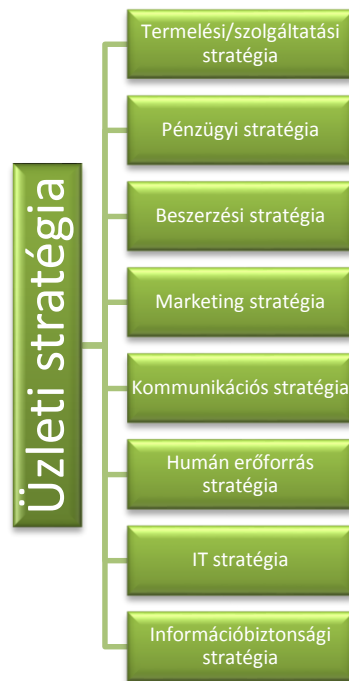 Üzleti stratégia
Termelési/szolgáltatási
stratégia
Pénzügyi stratégia
Beszerzési stratégia
Marketing stratégia
Kommunikációs stratégia
Humán erőforrás
stratégia
IT stratégia
Információbiztonsági
stratégia